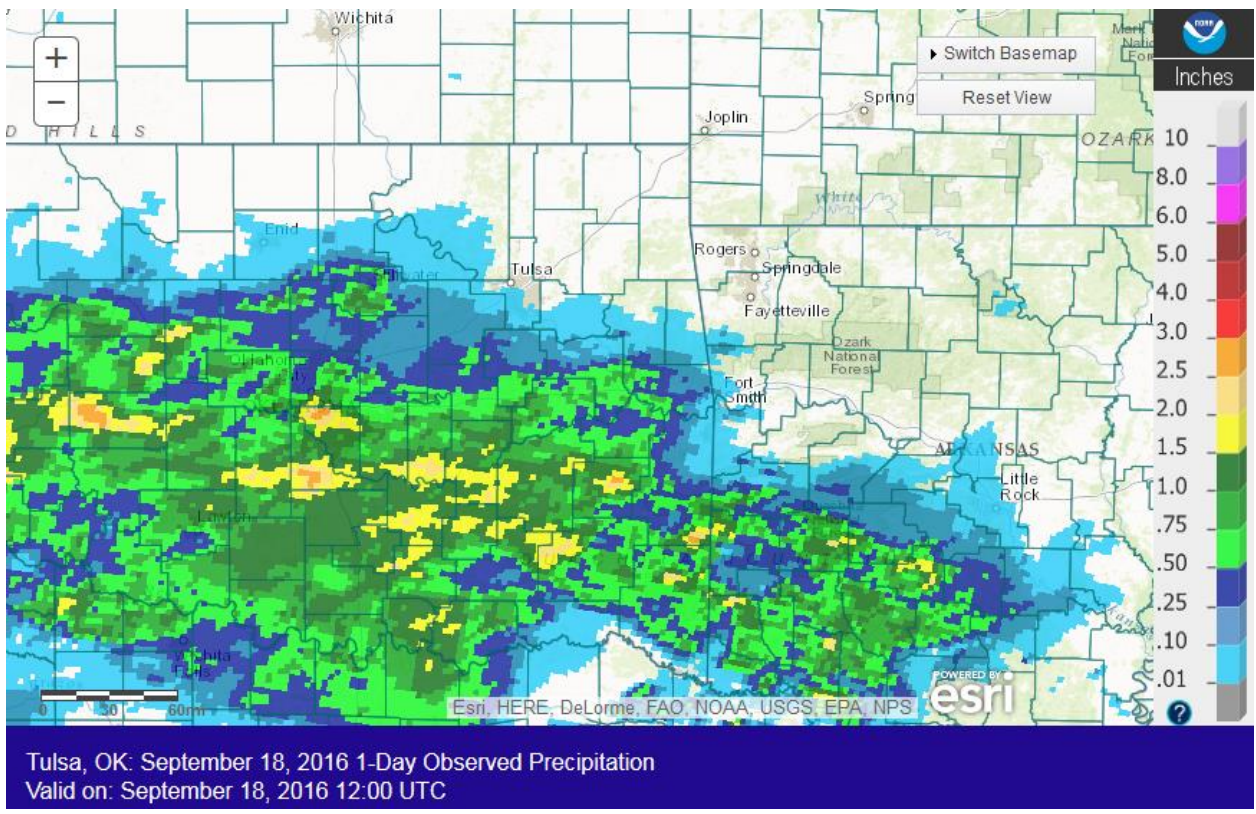 Wichita
noaa
+
Switch Basemap
Inches
−
Reset View
Spring
Joplin
D HILLS
OZARK
10
8.0
White
6.0
Enid
Rogers
5.0
Tulsa
Springdale
4.0
Fayetteville
3.0
Ozark
National
Forest
2.5
Fort
Smith
2.0
ARKANSAS
1.5
Little
Rock
1.0
Lawton
.75
.50
.25
Wichita
Falls
.10
.01
0 30 60mi
POWERED BY
esri
Esri, HERE, DeLorme, FAO, NOAA, USGS, EPA, NPS
?
Tulsa, OK: September 18, 2016 1-Day Observed Precipitation
Valid on: September 18, 2016 12:00 UTC